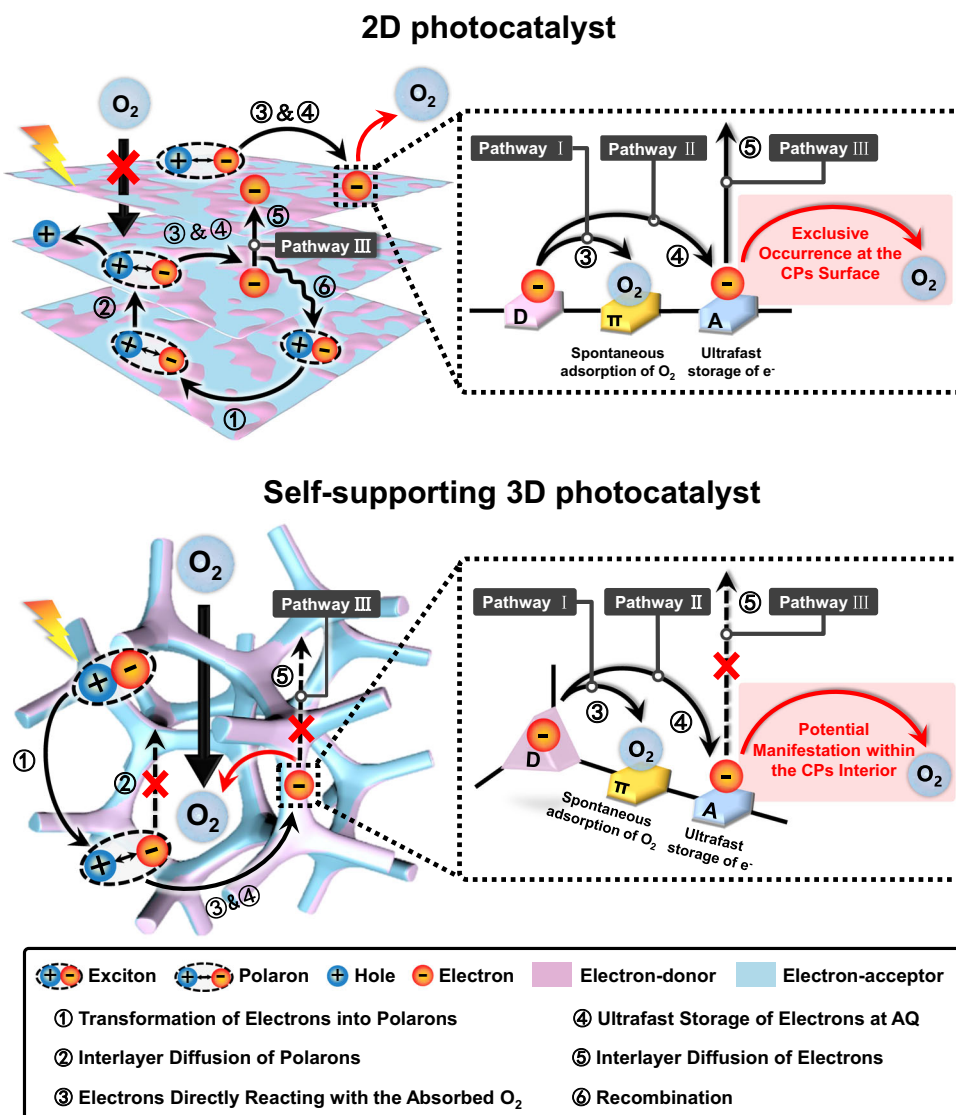 2D photocatalyst
O₂
③ & ④
O₂
+ -
-
-
⑤
③ & ④
Pathway Ⅲ
+
+ -
-
⑥
②
+ -
+ -
①
Pathway Ⅰ
Pathway Ⅱ
⑤
Pathway Ⅲ
③
④
Exclusive
Occurrence at the
CPs Surface
-
O₂
-
O₂
D
π
A
Spontaneous
adsorption of O₂
Ultrafast
storage of e⁻
Self-supporting 3D photocatalyst
O₂
Pathway Ⅲ
⑤
+ -
①
②
O₂
-
+ -
③&④
Pathway Ⅰ
Pathway Ⅱ
⑤
Pathway Ⅲ
③
④
-
D
O₂
π
-
A
Potential
Manifestation within
the CPs Interior
O₂
Spontaneous
adsorption of O₂
Ultrafast
storage of e⁻
+ - Exciton + - Polaron + Hole - Electron Electron-donor Electron-acceptor
① Transformation of Electrons into Polarons
④ Ultrafast Storage of Electrons at AQ
② Interlayer Diffusion of Polarons
⑤ Interlayer Diffusion of Electrons
③ Electrons Directly Reacting with the Absorbed O₂
⑥ Recombination